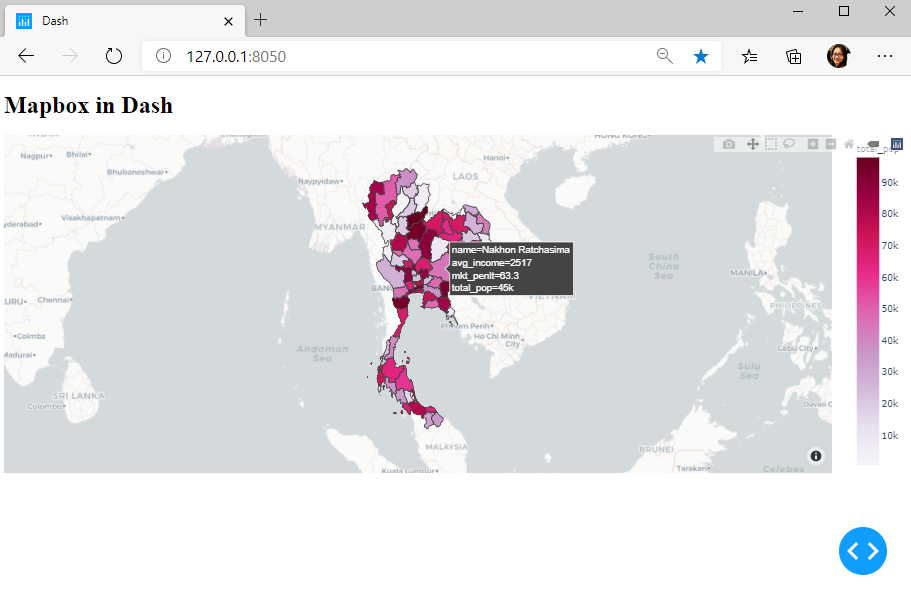 Dash
127.0.0.1:8050
Mapbox in Dash
Nagpur
Bhilai
Bhubaneshwar
Hanoi
Naypyidaw
LAOS
total_pop
Visakhapatnam
MYANMAR
name=Nakhon Ratchasima
avg_income=2517
mkt_penlt=63.3
total_pop=45k
South
China
Sea
MANILA
Chennai
VIETNAM
PHILIPPINES
Phnom Penh
Ho Chi Minh
City
Coimba
Andaman
Sea
Cebu City
Madurai
Sulu
Sea
SRI LANKA
Colombo
Davao C
MALAYSIA
BRUNEI
Kuala Lumpur
Tarakan
Celebes
90k
80k
70k
60k
50k
40k
30k
20k
10k